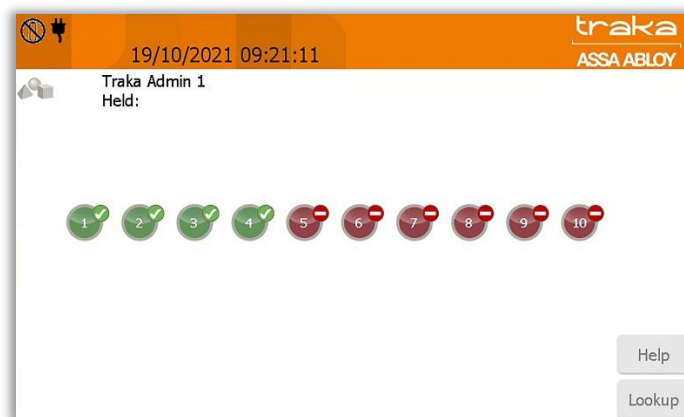 19/10/2021 09:21:11
traka
ASSA ABLOY
Traka Admin 1
Held:
1 2 3 4 5 6 7 8 9 10
Help
Lookup